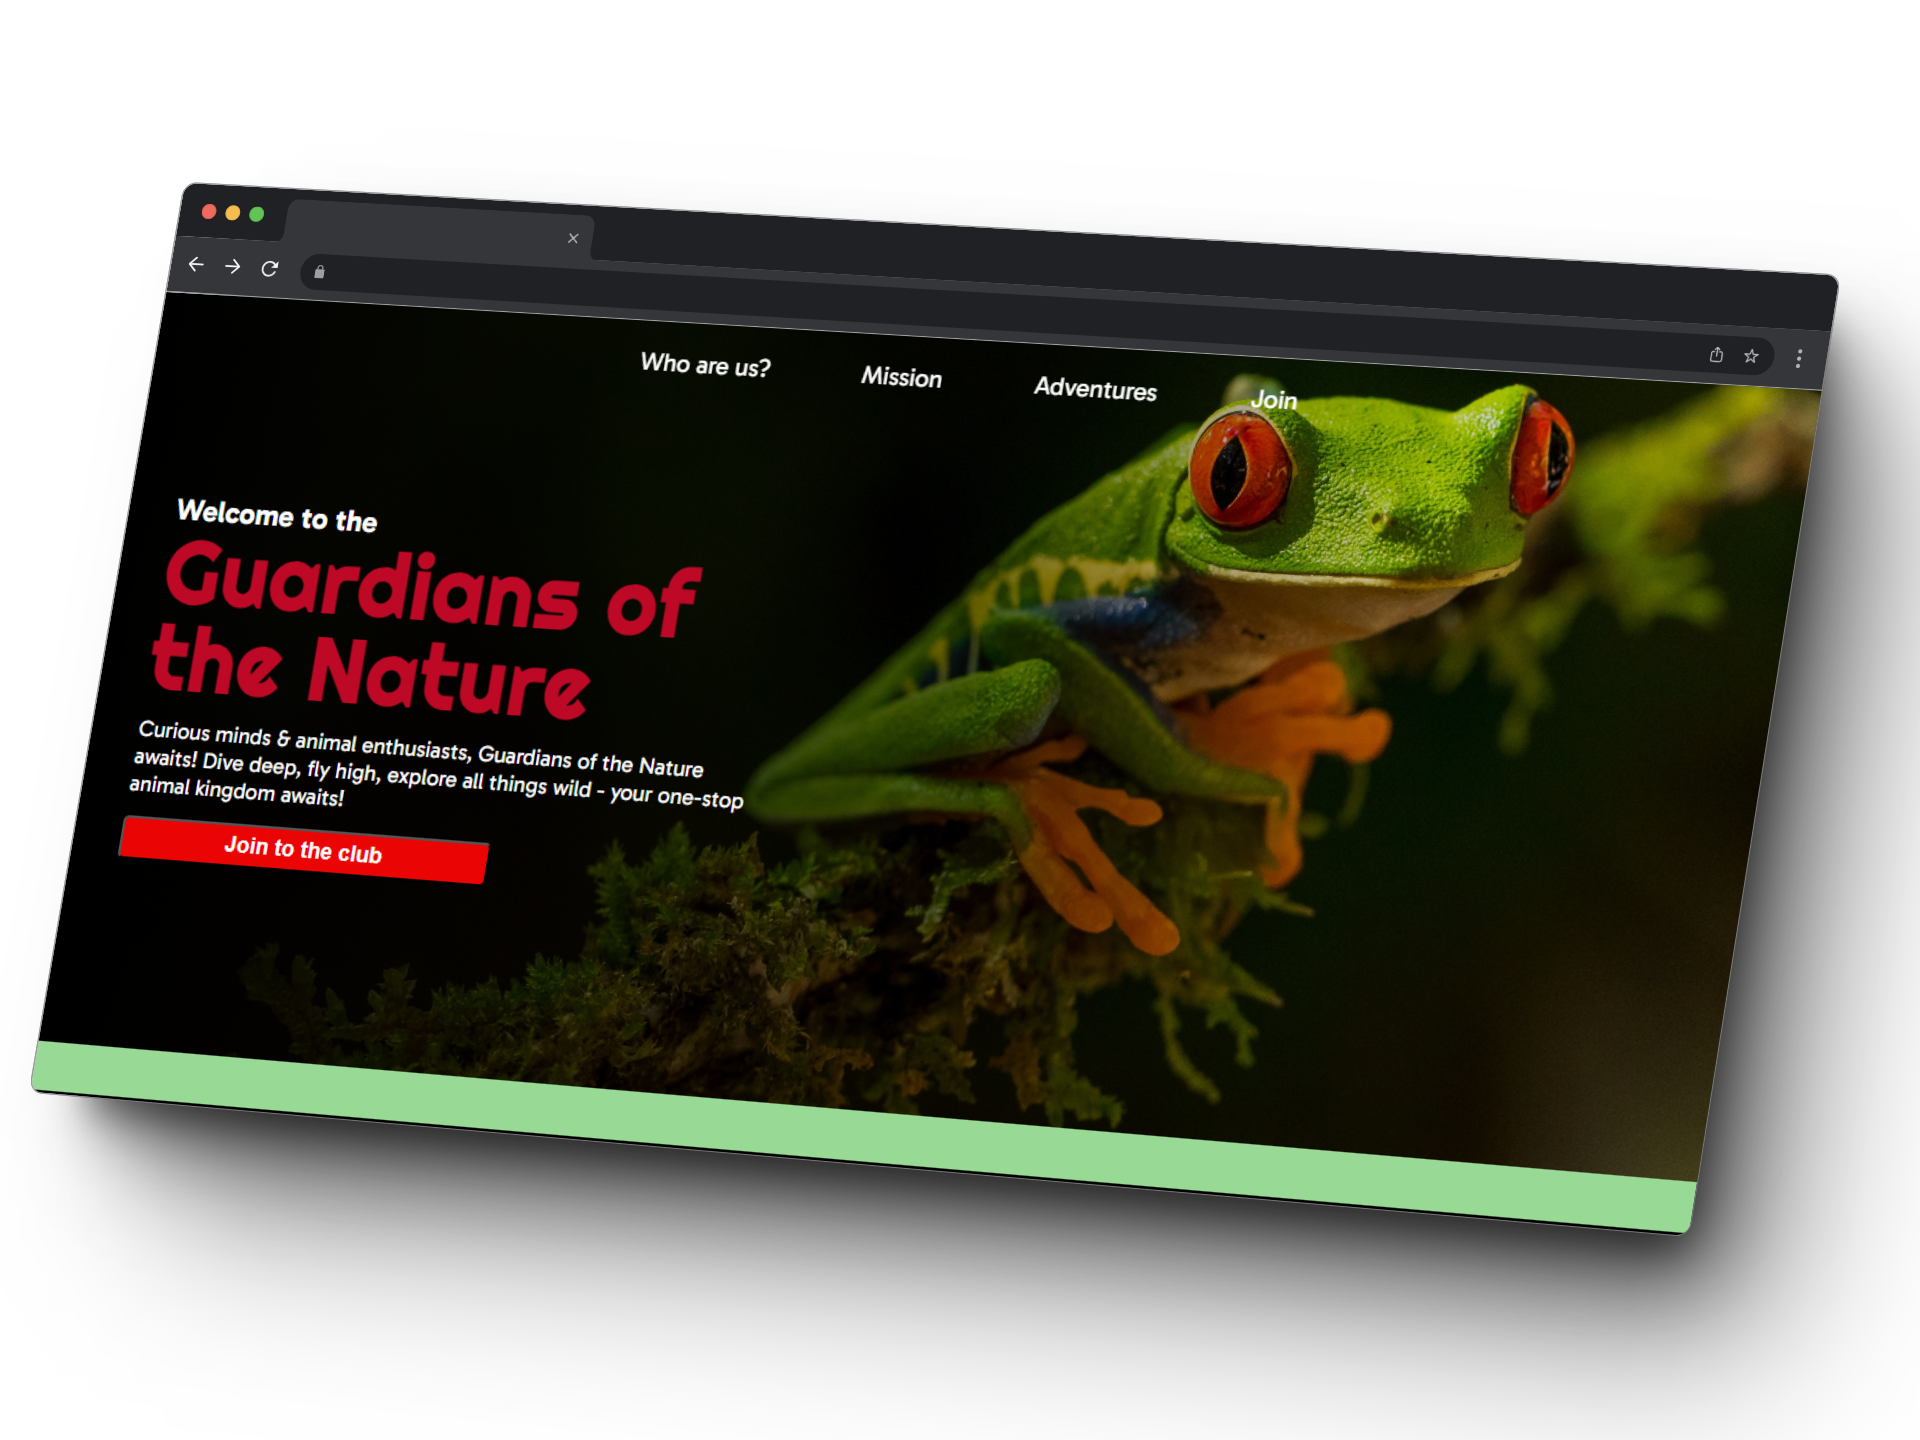 Who are us? Mission Adventures Join
Welcome to the
Guardians of
the Nature
Curious minds & animal enthusiasts, Guardians of the Nature
awaits! Dive deep, fly high, explore all things wild - your one-stop
animal kingdom awaits!
Join to the club